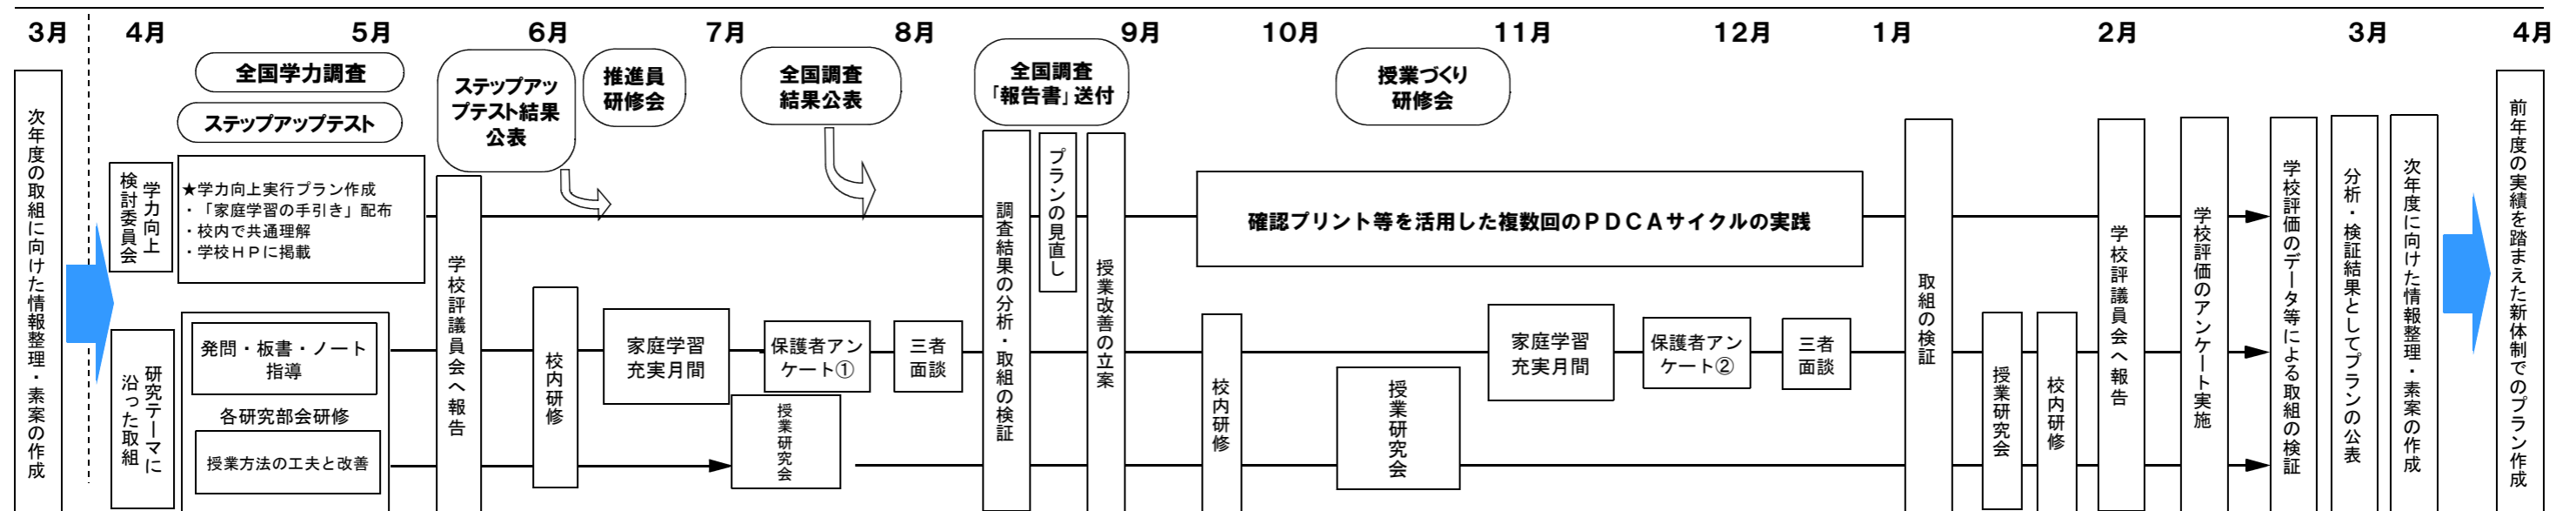 3月
4月
5月
6月
7月
8月
9月
10月
11月
12月
1月
2月
3月
4月
全国学力調査
ステップアップテスト
ステップアッ
プテスト結果
公表
推進員
研修会
全国調査
結果公表
全国調査
「報告書」送付
授業づくり
研修会
次年度の取組に向けた情報整理・素案の作成
学力向上
検討委員会
★学力向上実行プラン作成
・「家庭学習の手引き」配布
・校内で共通理解
・学校HPに掲載
研究テーマに
沿った取組
発問・板書・ノート
指導
各研究部会研修
授業方法の工夫と改善
学校評議員会へ報告
校内研修
家庭学習
充実月間
保護者アン
ケート①
授業研究会
三者
面談
調査結果の分析・取組の検証
プランの見直し
授業改善の立案
確認プリント等を活用した複数回のPDCAサイクルの実践
校内研修
授業研究会
家庭学習
充実月間
保護者アン
ケート②
三者
面談
取組の検証
授業研究会
校内研修
学校評議員会へ報告
学校評価のアンケート実施
学校評価のデータ等による取組の検証
分析・検証結果としてプランの公表
次年度に向けた情報整理・素案の作成
前年度の実績を踏まえた新体制でのプラン作成